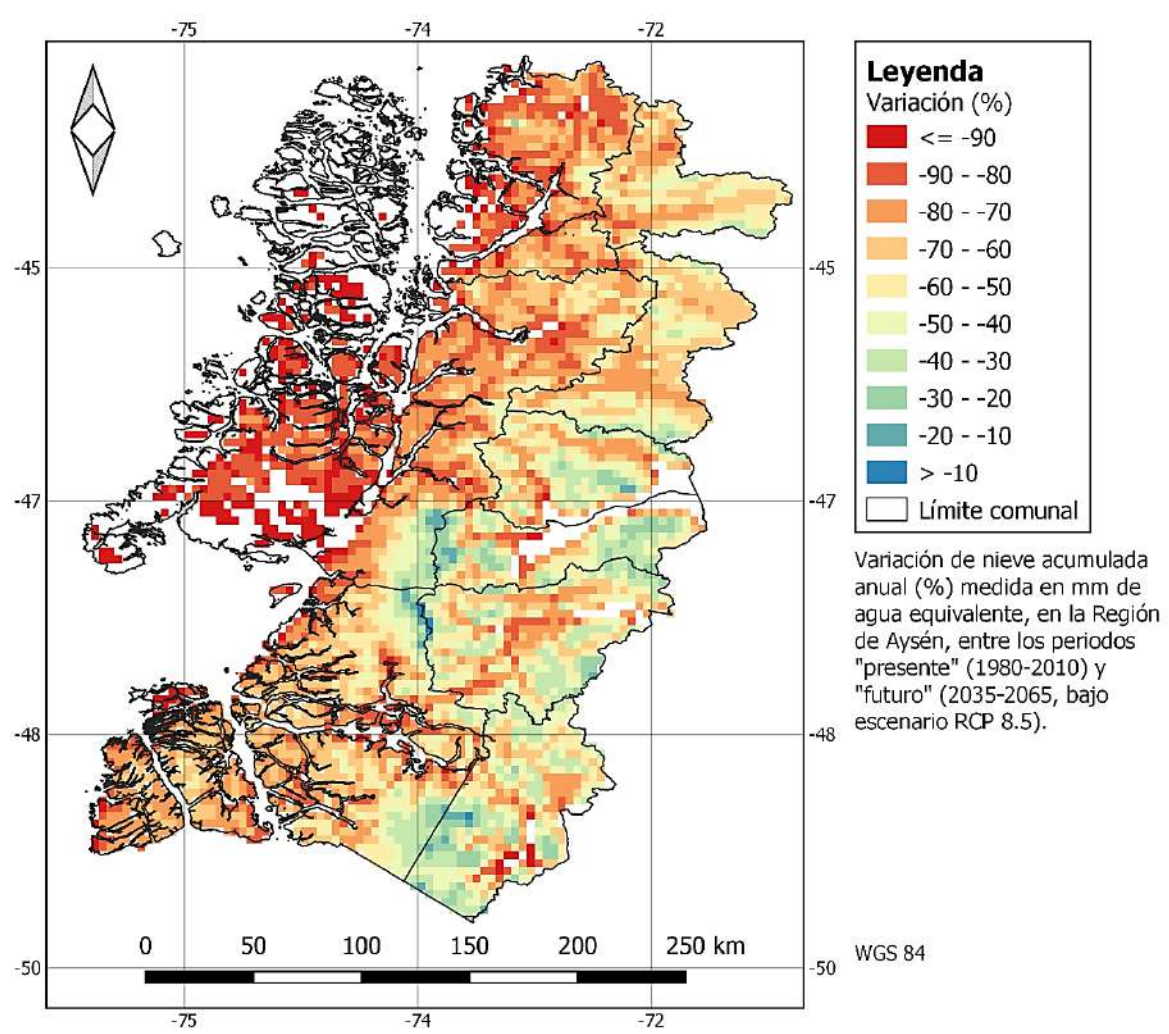 -75 -74 -72
-45 -45
-47 -47
-48 -48
-50 -50
0 50 100 150 200 250 km
-75 -74 -72
Leyenda
Variación (%)
<= -90
-90 - -80
-80 - -70
-70 - -60
-60 - -50
-50 - -40
-40 - -30
-30 - -20
-20 - -10
> -10
Límite comunal
Variación de nieve acumulada
anual (%) medida en mm de
agua equivalente, en la Región
de Aysén, entre los periodos
"presente" (1980-2010) y
"futuro" (2035-2065, bajo
escenario RCP 8.5).
WGS 84